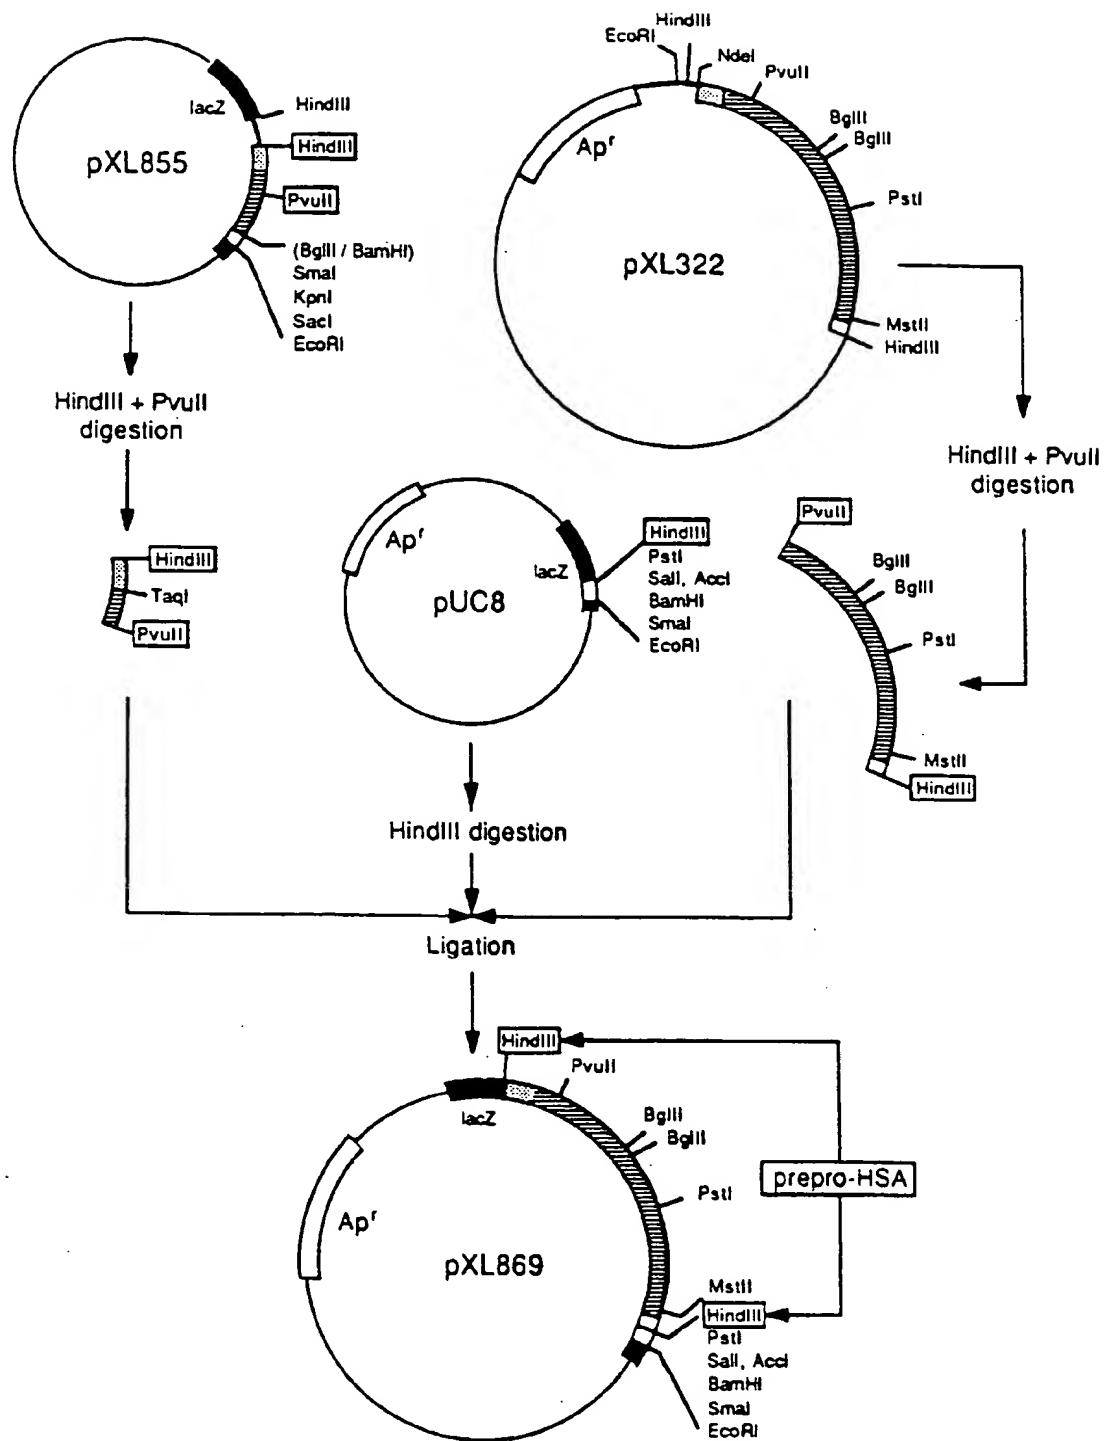 lacZ
HindIII
HindIII
pXL855
PvuII
(BglII / BamHI)
SmaI
KpnI
SacI
EcoRI
HindIII + PvuII
digestion
HindIII
TaqI
PvuII
HindIII
EcoRI
NdeI
PvuII
BglII
BglII
Apr
PstI
pXL322
MstII
HindIII
HindIII + PvuII
digestion
PvuII
BglII
BglII
PstI
MstII
HindIII
Apr
lacZ
pUC8
HindIII
PstI
SalI, AccI
BamHI
SmaI
EcoRI
HindIII digestion
Ligation
HindIII
PvuII
lacZ
BglII
BglII
prepro-HSA
PstI
Apr
pXL869
MstII
HindIII
PstI
SalI, AccI
BamHI
SmaI
EcoRI